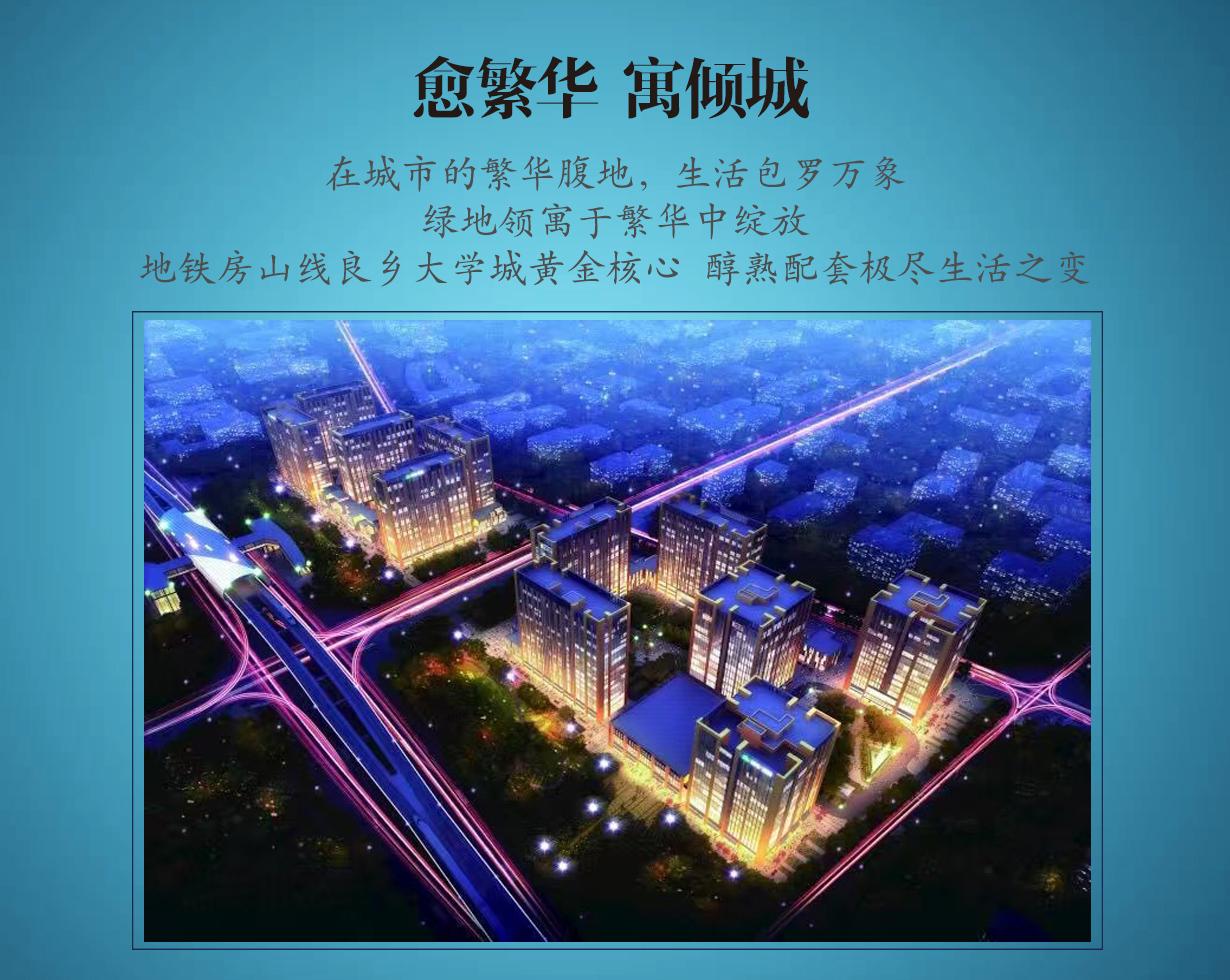 愈繁华 寓倾城
在城市的繁华腹地，生活包罗万象
绿地领寓于繁华中绽放
地铁房山线良乡大学城黄金核心 醇熟配套极尽生活之变